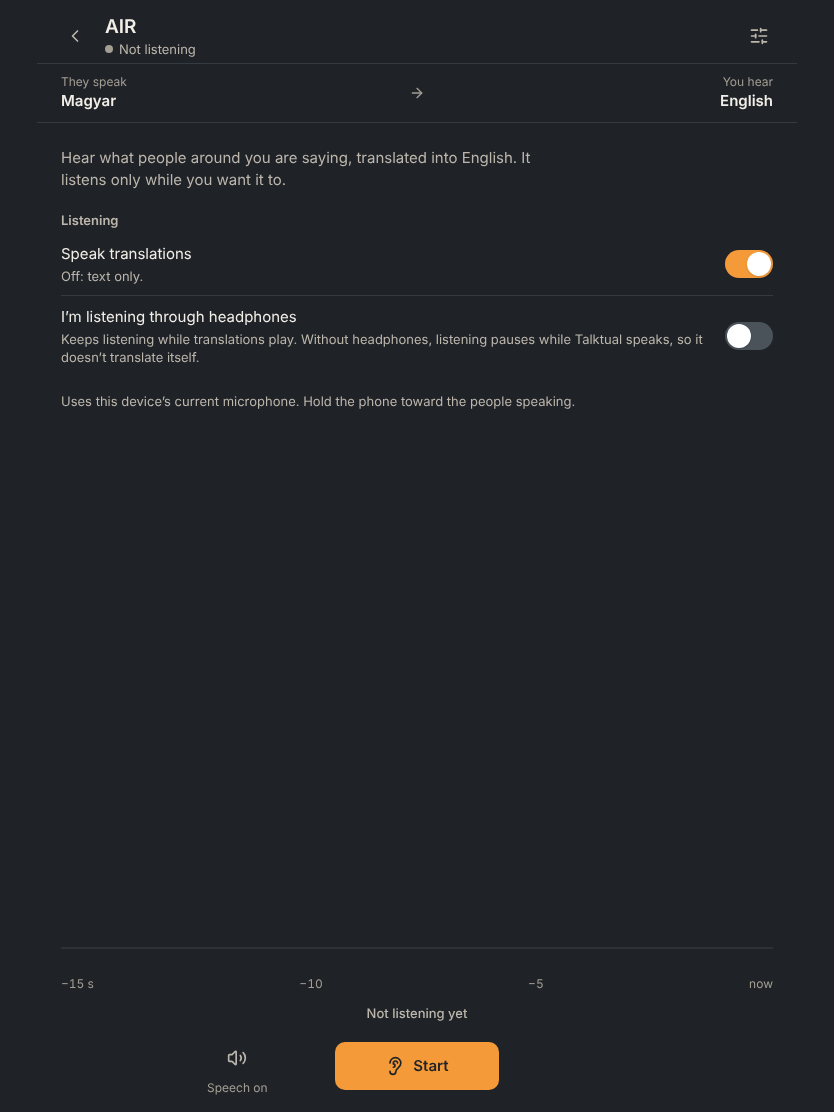 AIR
Not listening
They speak
Magyar
You hear
English
Hear what people around you are saying, translated into English. It
listens only while you want it to.
Listening
Speak translations
Off: text only.
I’m listening through headphones
Keeps listening while translations play. Without headphones, listening pauses while Talktual speaks, so it
doesn’t translate itself.
Uses this device’s current microphone. Hold the phone toward the people speaking.
−15 s
−10
−5
now
Not listening yet
Start
Speech on